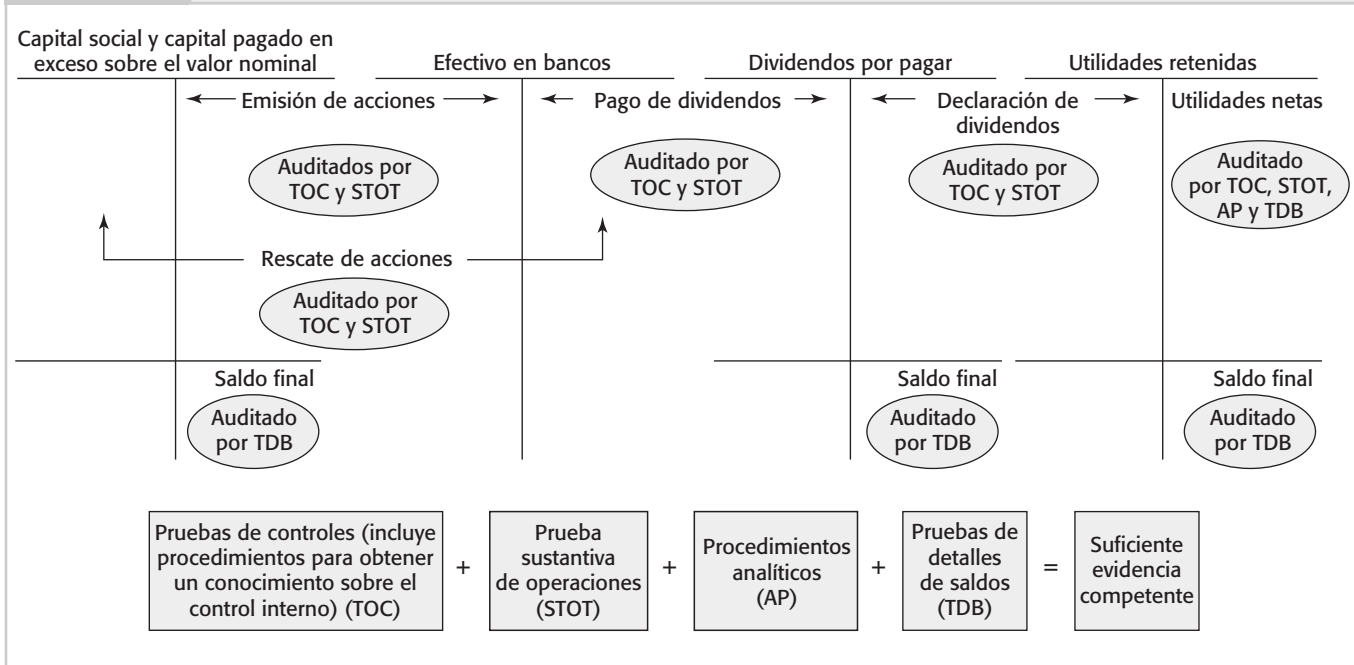 Capital social y capital pagado en
exceso sobre el valor nominal
Efectivo en bancos
Dividendos por pagar
Utilidades retenidas
Emisión de acciones
Pago de dividendos
Declaración de
dividendos
Utilidades netas
Auditados por
TOC y STOT
Auditado por
TOC y STOT
Auditado por
TOC y STOT
Auditado
por TOC, STOT,
AP y TDB
Rescate de acciones
Auditado por
TOC y STOT
Saldo final
Auditado
por TDB
Saldo final
Auditado
por TDB
Saldo final
Auditado
por TDB
Pruebas de controles (incluye
procedimientos para obtener
un conocimiento sobre el
control interno) (TOC)
+
Prueba
sustantiva
de operaciones
(STOT)
+
Procedimientos
analíticos
(AP)
+
Pruebas de
detalles
de saldos
(TDB)
=
Suficiente
evidencia
competente